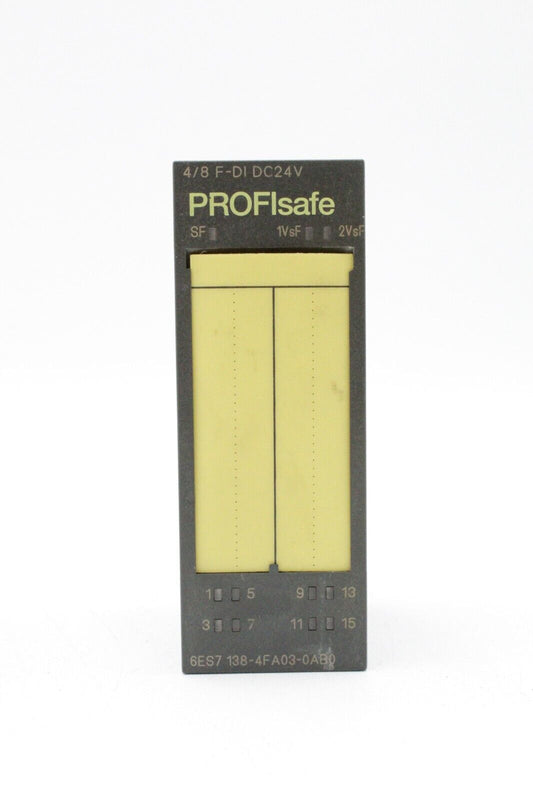 4/8 F-DI DC24V
PROFIsafe
SF 1VsF 2VsF
1 5 9 13
3 7 11 15
6ES7 138-4FA03-0AB0